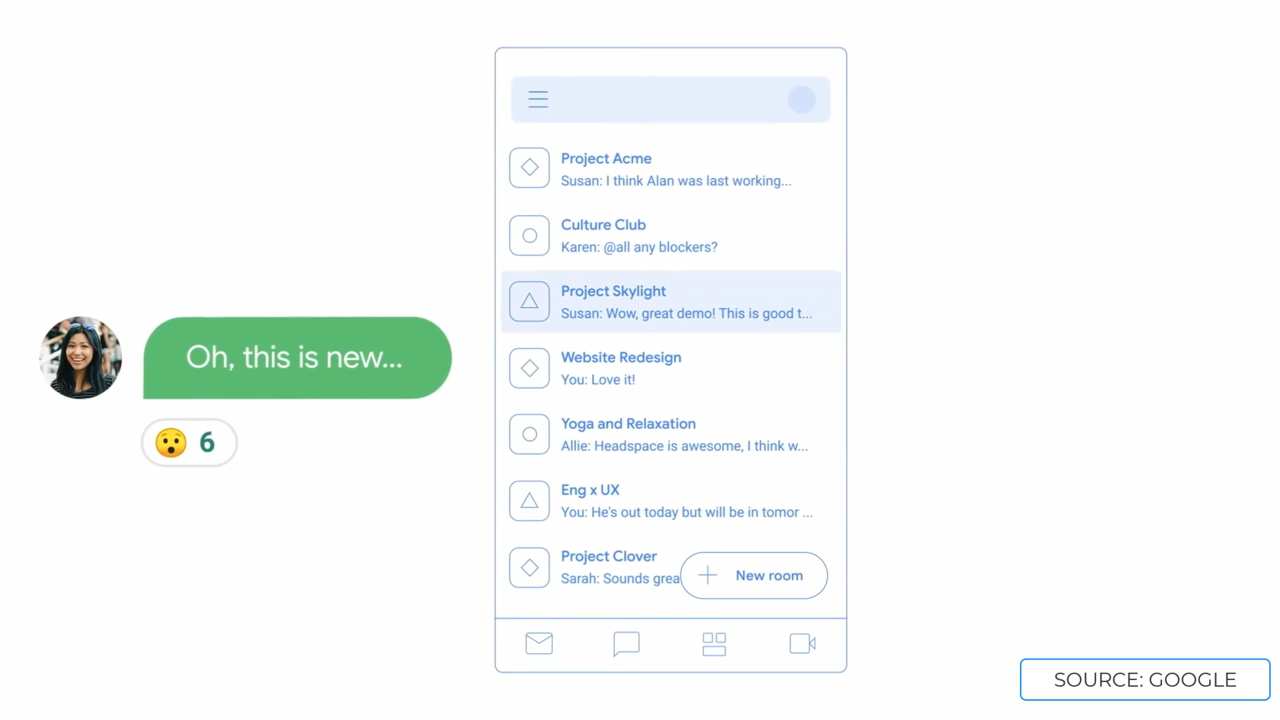 Oh, this is new...
6
Project Acme
Susan: I think Alan was last working...
Culture Club
Karen: @all any blockers?
Project Skylight
Susan: Wow, great demo! This is good t...
Website Redesign
You: Love it!
Yoga and Relaxation
Allie: Headspace is awesome, I think w...
Eng x UX
You: He's out today but will be in tomor ...
Project Clover
Sarah: Sounds grea
New room
SOURCE: GOOGLE